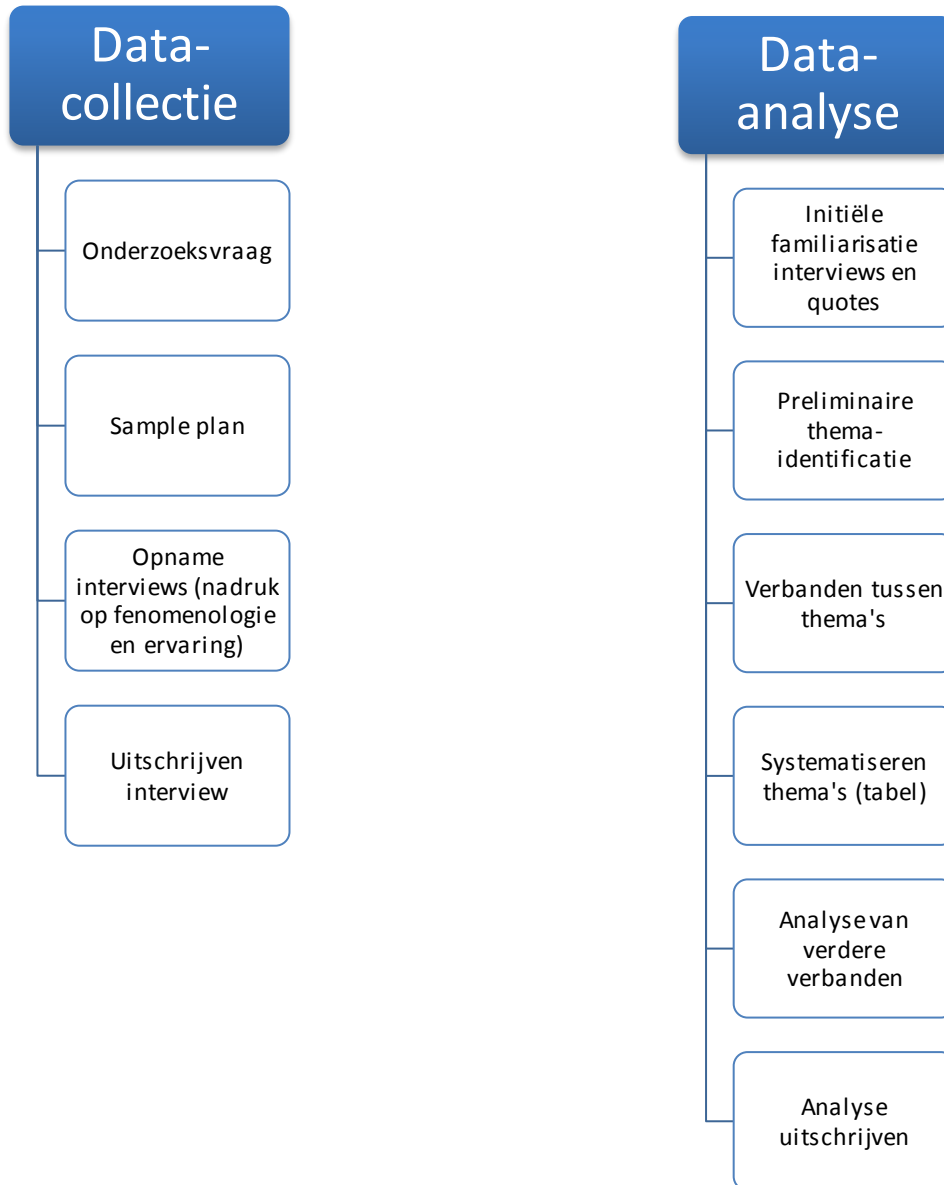 Data-
collectie
Onderzoeksvraag
Sample plan
Opname
interviews (nadruk
op fenomenologie
en ervaring)
Uitschrijven
interview
Data-
analyse
Initiële
familiarisatie
interviews en
quotes
Preliminaire
thema-
identificatie
Verbanden tussen
thema's
Systematiseren
thema's (tabel)
Analyse van
verdere
verbanden
Analyse
uitschrijven